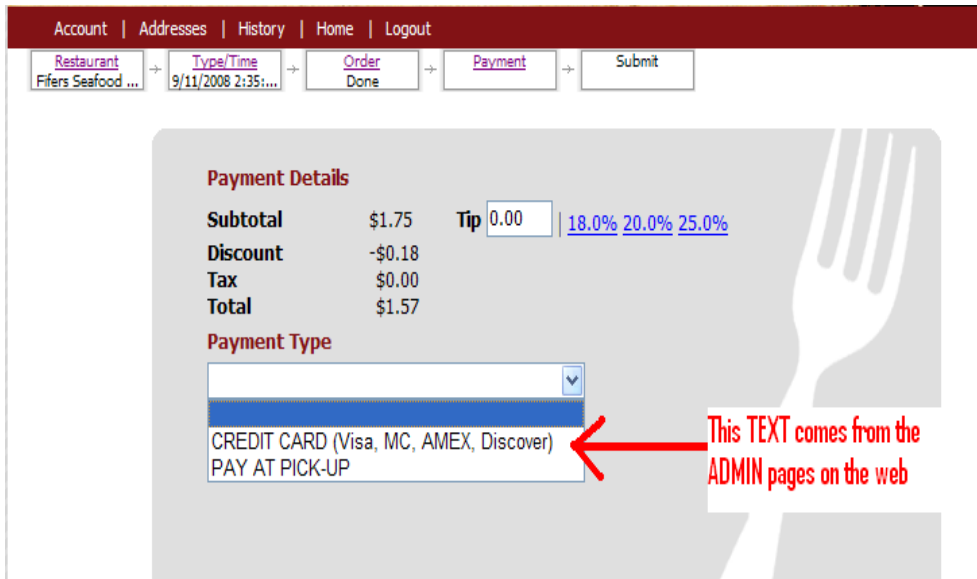 Account | Addresses | History | Home | Logout
Restaurant → Type/Time → Order → Payment → Submit
Fifers Seafood ... 9/11/2008 2:35:... Done
Payment Details
Subtotal $1.75 Tip 0.00 | 18.0% 20.0% 25.0%
Discount -$0.18
Tax $0.00
Total $1.57
Payment Type
CREDIT CARD (Visa, MC, AMEX, Discover)
PAY AT PICK-UP
This TEXT comes from the
ADMIN pages on the web